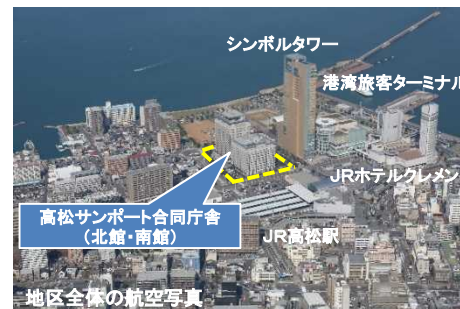 シンボルタワー
港湾旅客ターミナル
JRホテルクレメン
高松サンポート合同庁舎
（北館・南館）
JR高松駅
地区全体の航空写真